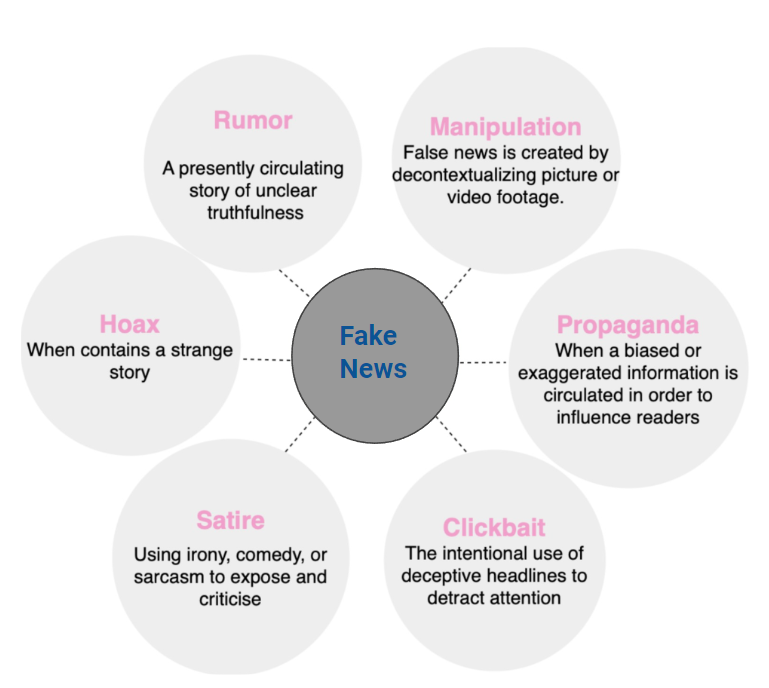 Rumor
A presently circulating
story of unclear
truthfulness
Manipulation
False news is created by
decontextualizing picture or
video footage.
Hoax
When contains a strange
story
Fake
News
Propaganda
When a biased or
exaggerated information is
circulated in order to
influence readers
Satire
Using irony, comedy, or
sarcasm to expose and
criticise
Clickbait
The intentional use of
deceptive headlines to
detract attention